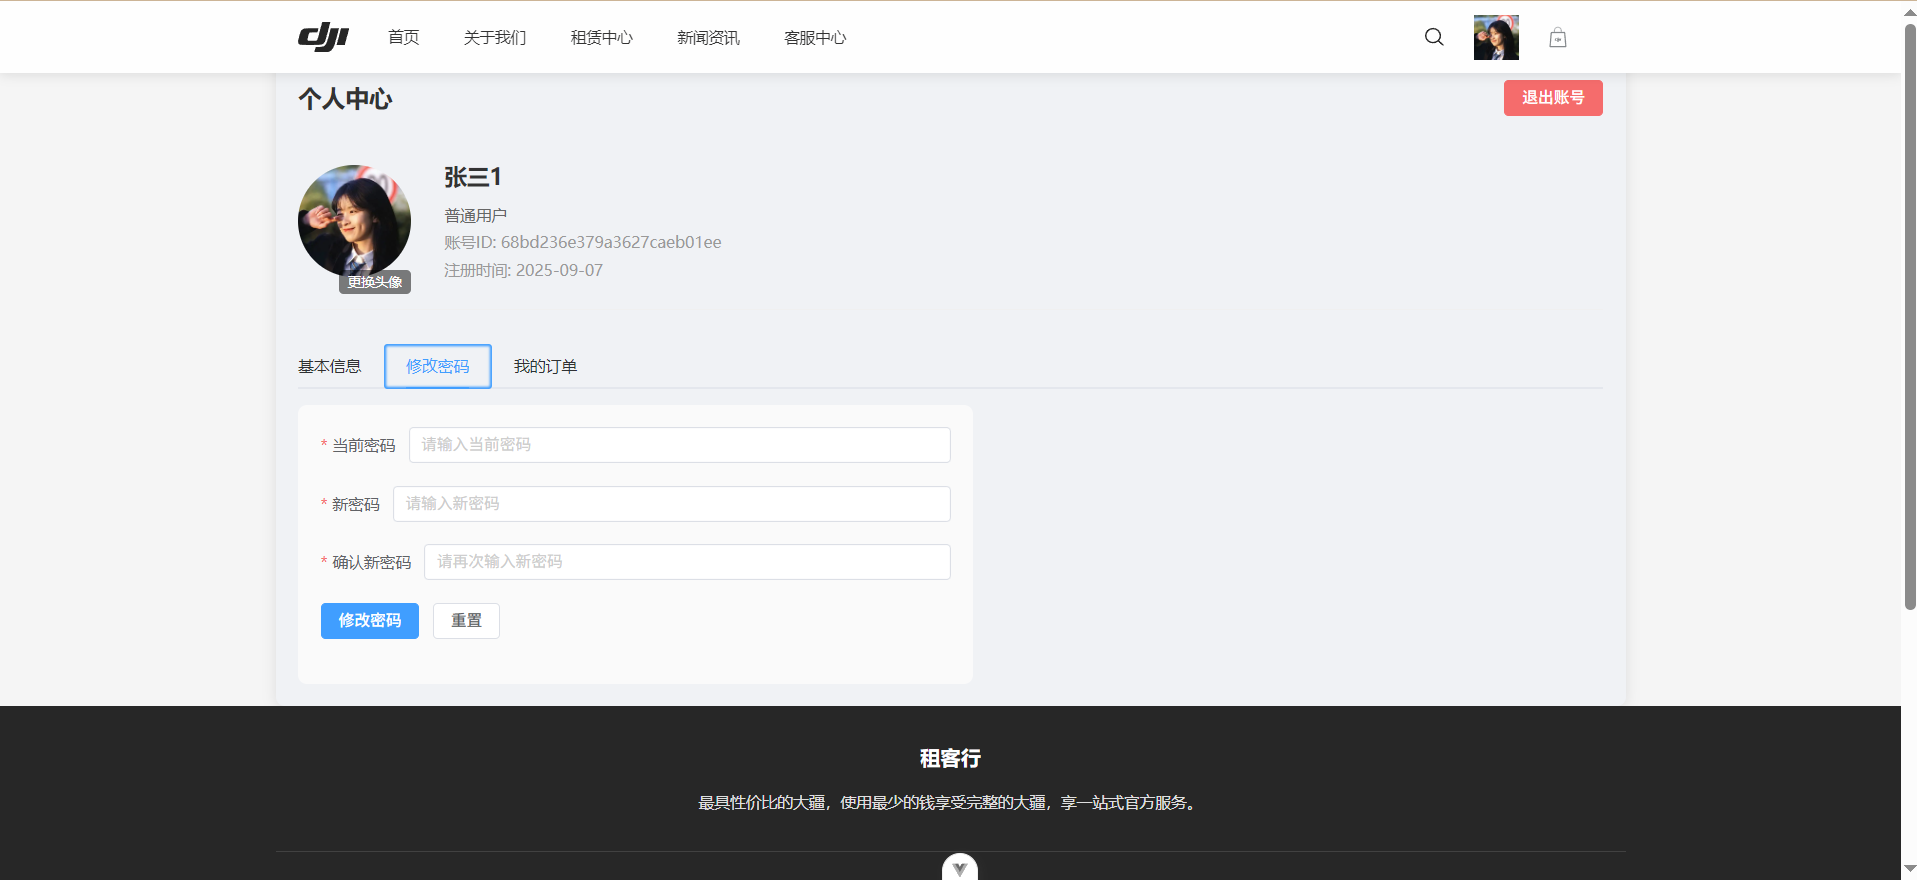 dji 首页 关于我们 租赁中心 新闻资讯 客服中心
个人中心
退出账号
张三1
普通用户
账号ID: 68bd236e379a3627caeb01ee
注册时间: 2025-09-07
更换头像
基本信息 修改密码 我的订单
* 当前密码 请输入当前密码
* 新密码 请输入新密码
* 确认新密码 请再次输入新密码
修改密码 重置
租客行
最具性价比的大疆，使用最少的钱享受完整的大疆，享一站式官方服务。